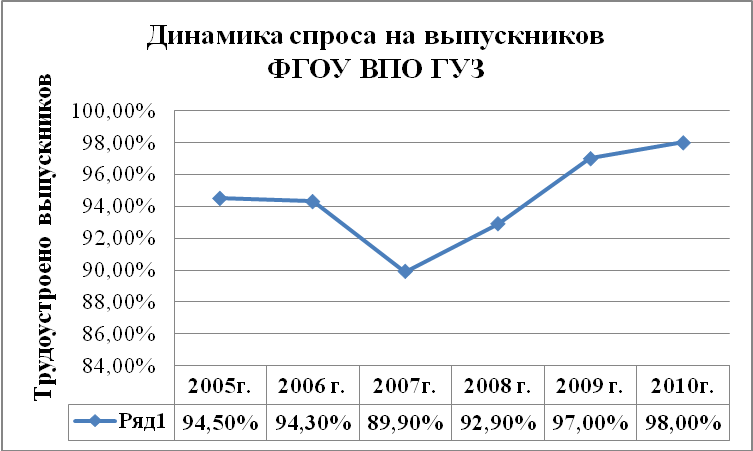 Динамика спроса на выпускников
ФГОУ ВПО ГУЗ
Трудоустроено выпускников
100,00%
98,00%
96,00%
94,00%
92,00%
90,00%
88,00%
86,00%
84,00%
2005г. 2006 г. 2007г. 2008 г. 2009 г. 2010г.
Ряд1 94,50% 94,30% 89,90% 92,90% 97,00% 98,00%